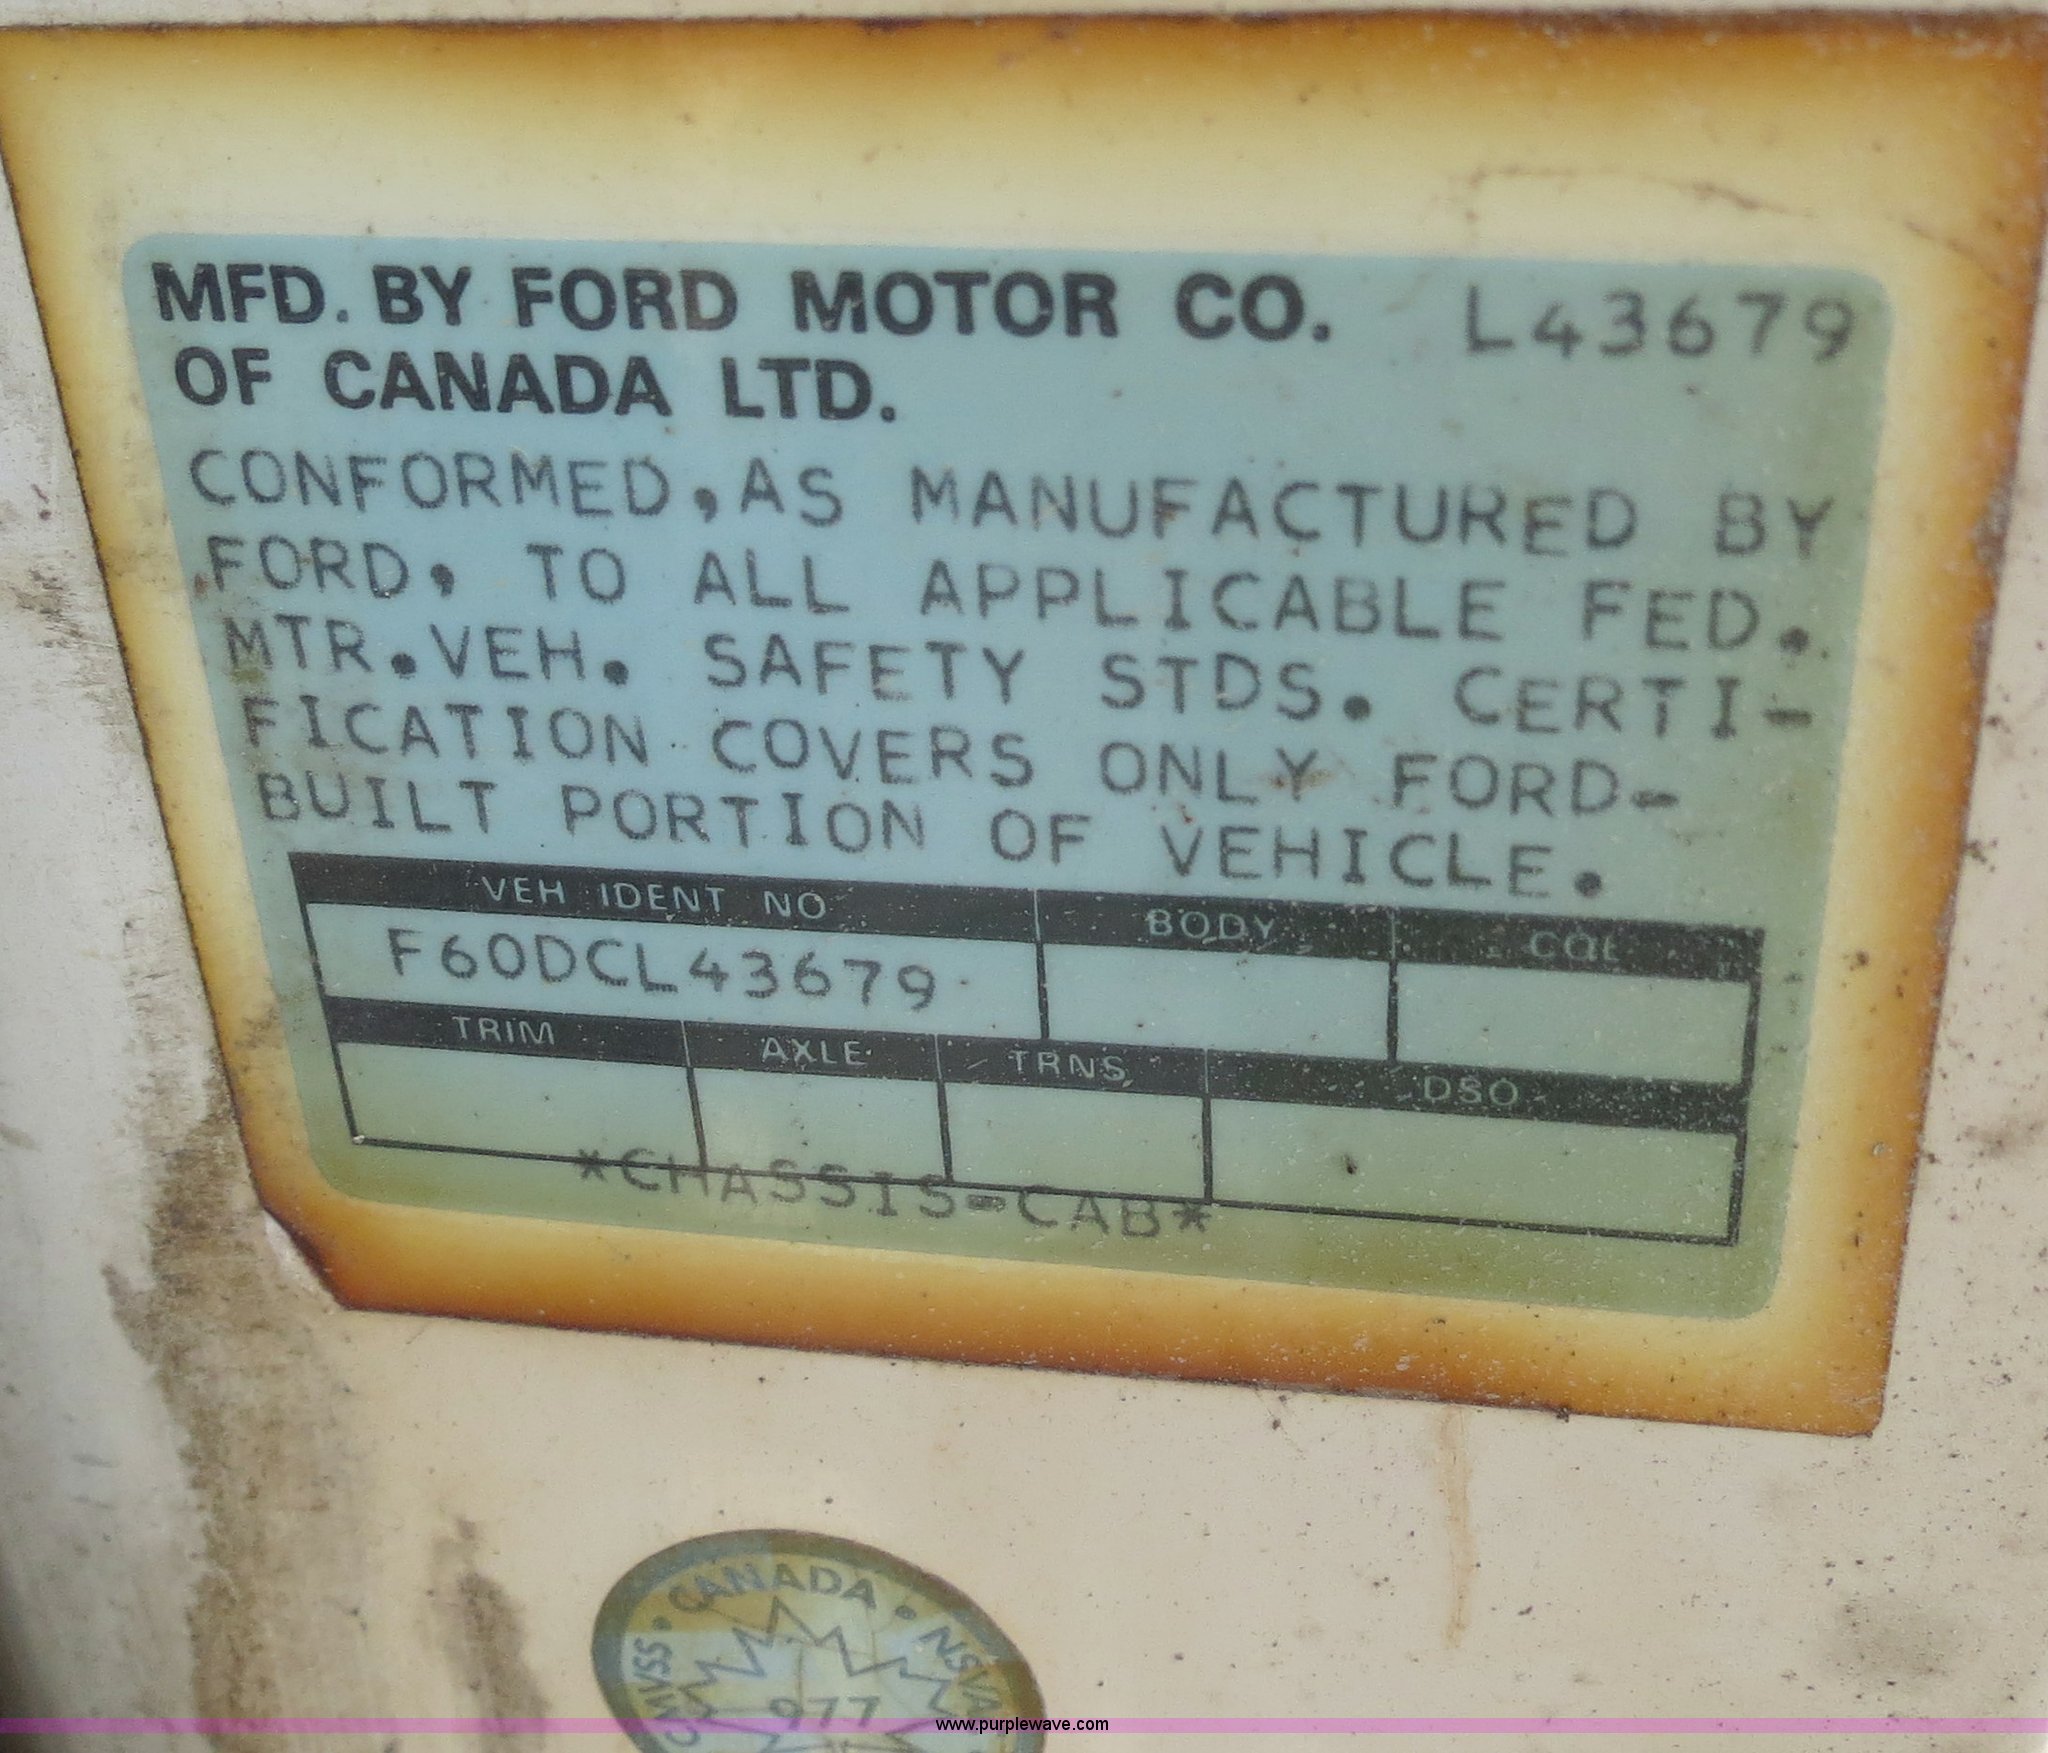 MFD. BY FORD MOTOR CO. L43679
OF CANADA LTD.
CONFORMED,AS MANUFACTURED BY
FORD, TO ALL APPLICABLE FED.
MTR.VEH. SAFETY STDS. CERTI-
FICATION COVERS ONLY FORD-
BUILT PORTION OF VEHICLE.
VEH IDENT NO BODY COL
F60DCL43679
TRIM AXLE TRNS DSO
*CHASSIS-CAB*
CMVSS • CANADA • NSVA
977
www.purplewave.com